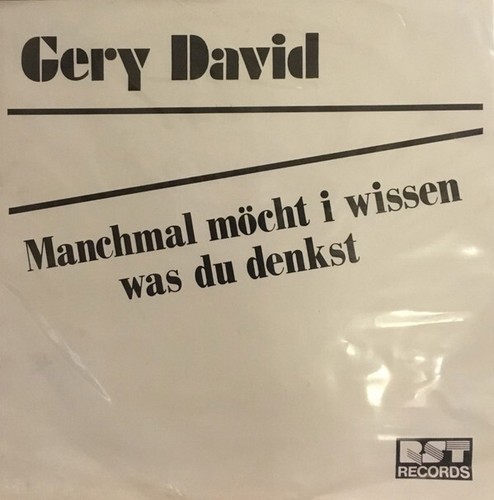 Gery David
Manchmal möcht i wissen
was du denkst
RST
RECORDS